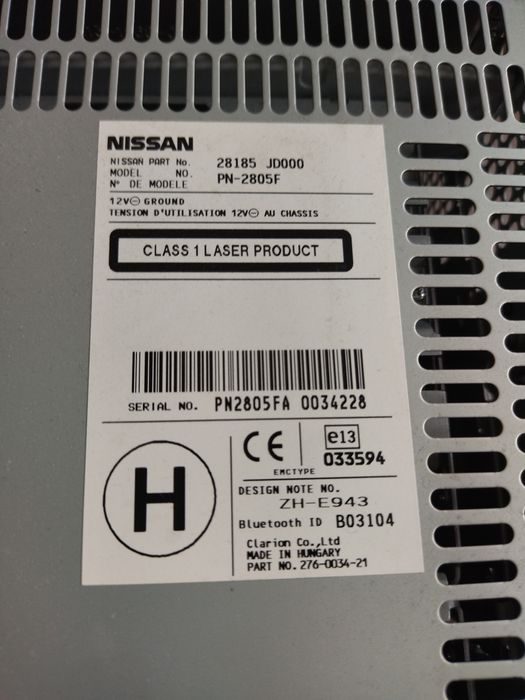 NISSAN
NISSAN PART No. 28185 JD000
MODEL NO. PN-2805F
N° DE MODELE
12V⊖ GROUND
TENSION D'UTILISATION 12V⊖ AU CHASSIS
CLASS 1 LASER PRODUCT
SERIAL NO. PN2805FA 0034228
H
CE
e13
033594
EMCTYPE
DESIGN NOTE NO.
ZH-E943
Bluetooth ID B03104
Clarion Co.,Ltd
MADE IN HUNGARY
PART NO. 276-0034-21